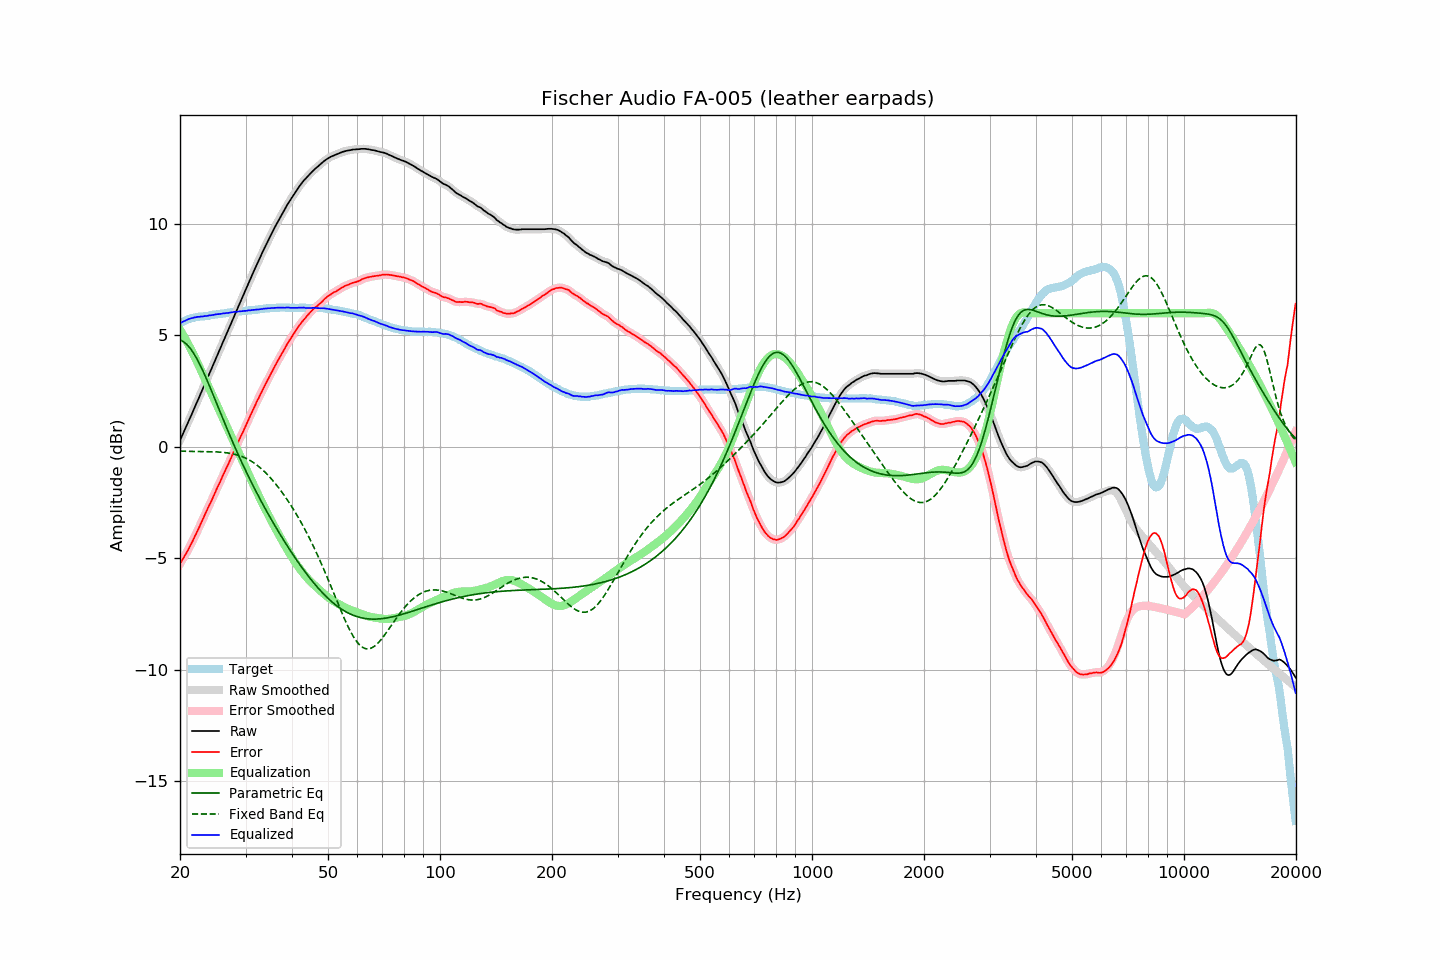 Fischer Audio FA-005 (leather earpads)
Amplitude (dBr)
10
5
0
−5
−10
−15
Target
Raw Smoothed
Error Smoothed
Raw
Error
Equalization
Parametric Eq
Fixed Band Eq
Equalized
20 50 100 200 500 1000 2000 5000 10000 20000
Frequency (Hz)